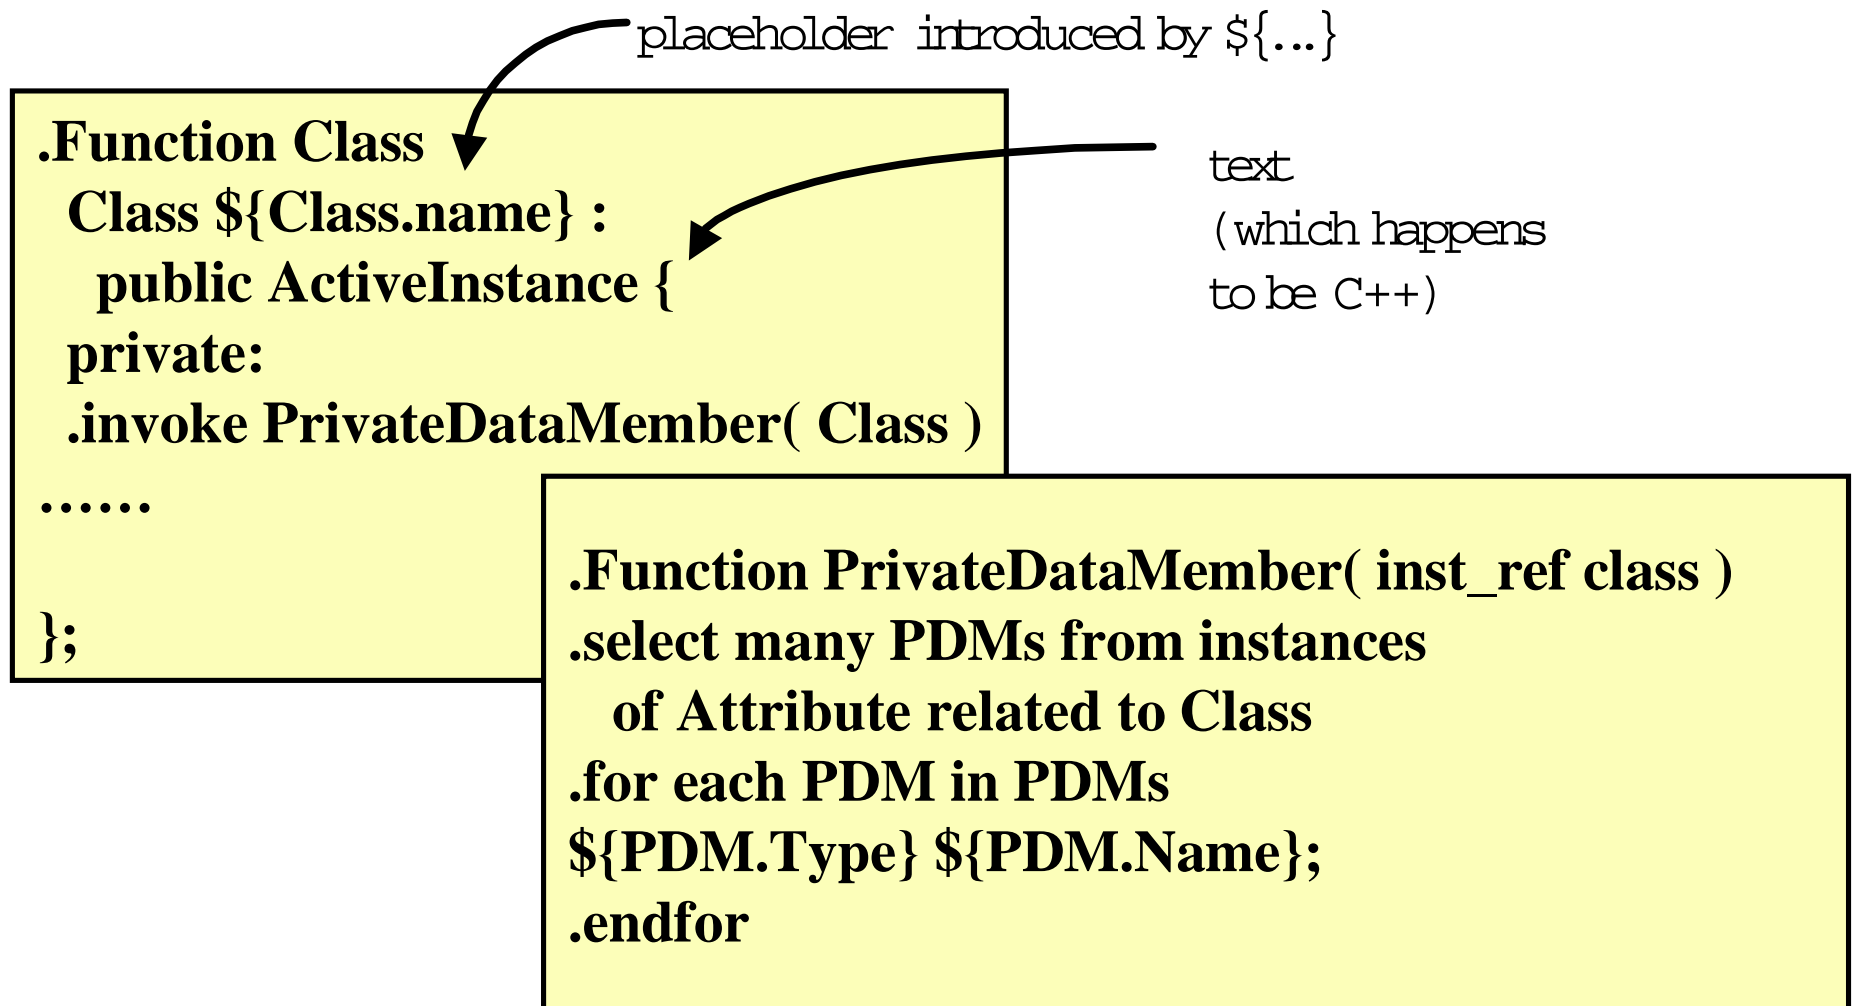 placeholder introduced by ${...}
.Function Class
Class ${Class.name} :
public ActiveInstance {
private:
.invoke PrivateDataMember( Class )
......
};
text
(which happens
to be C++)
.Function PrivateDataMember( inst_ref class )
.select many PDMs from instances
of Attribute related to Class
.for each PDM in PDMs
${PDM.Type} ${PDM.Name};
.endfor